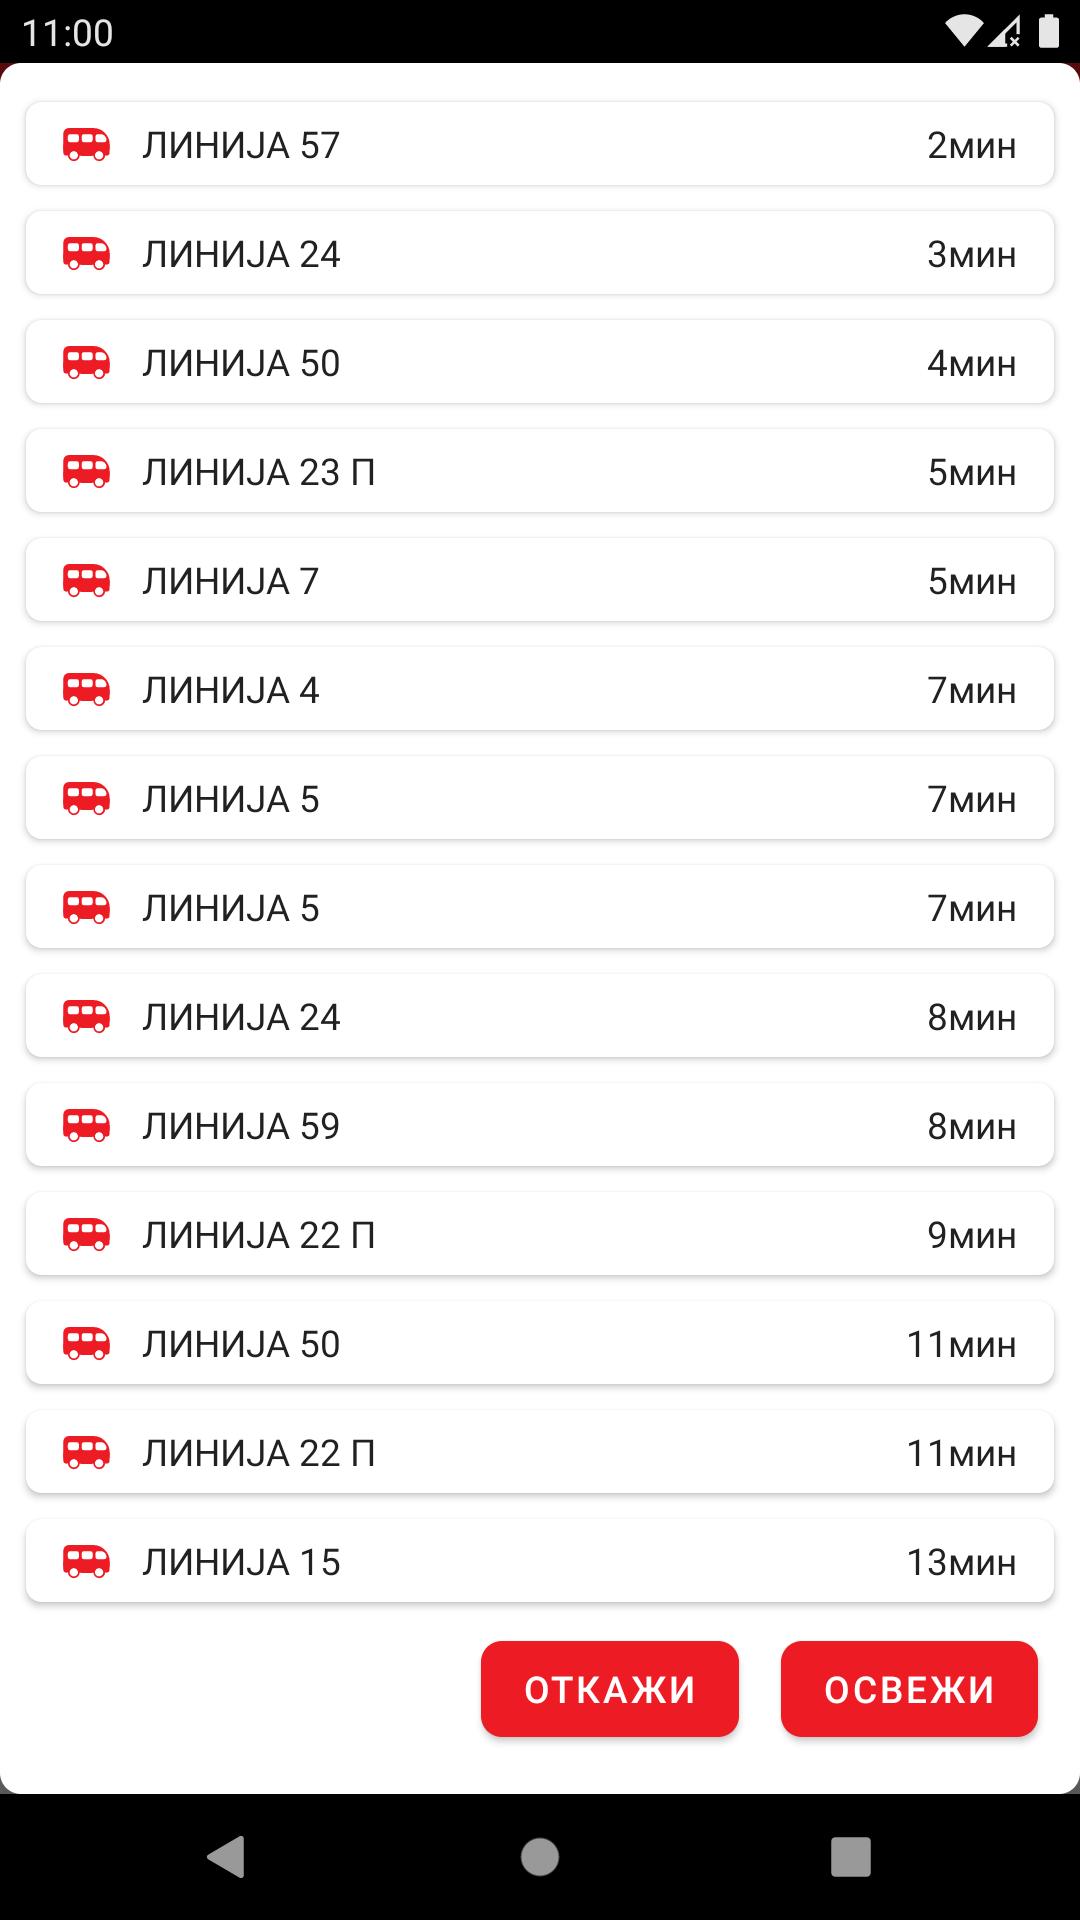 11:00
ЛИНИЈА 57 2мин
ЛИНИЈА 24 3мин
ЛИНИЈА 50 4мин
ЛИНИЈА 23 П 5мин
ЛИНИЈА 7 5мин
ЛИНИЈА 4 7мин
ЛИНИЈА 5 7мин
ЛИНИЈА 5 7мин
ЛИНИЈА 24 8мин
ЛИНИЈА 59 8мин
ЛИНИЈА 22 П 9мин
ЛИНИЈА 50 11мин
ЛИНИЈА 22 П 11мин
ЛИНИЈА 15 13мин
ОТКАЖИ ОСВЕЖИ